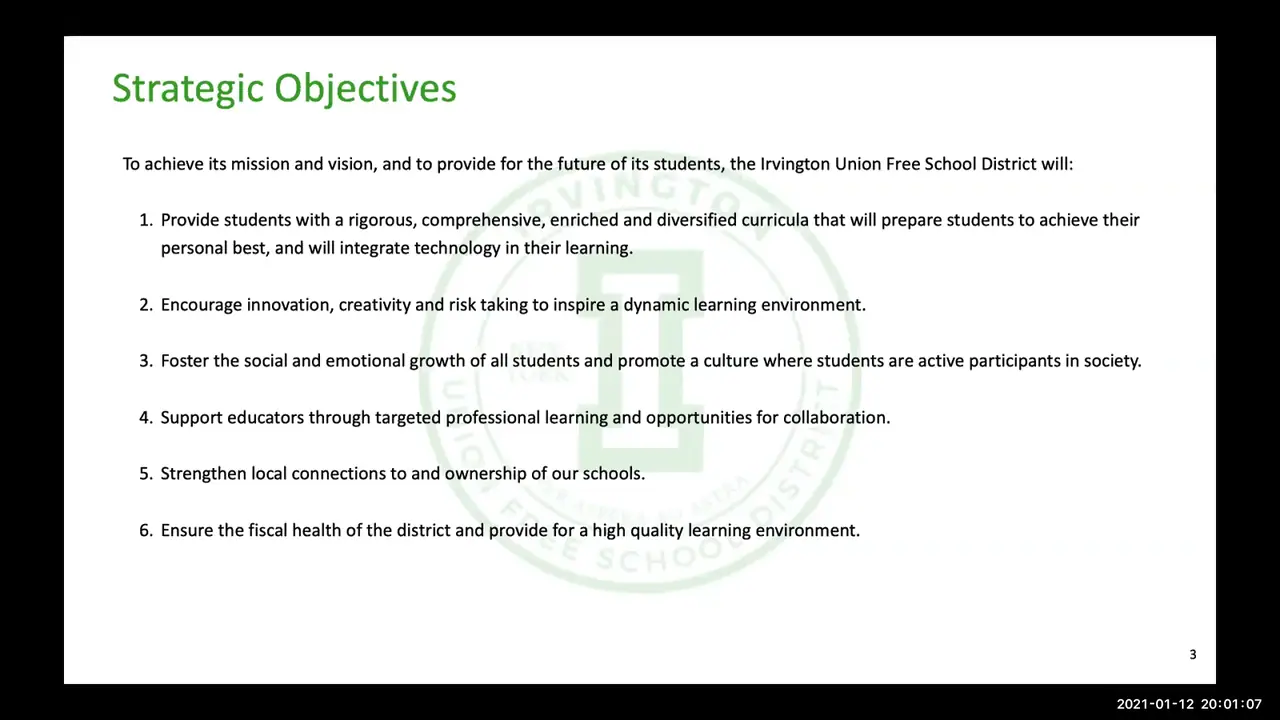 Strategic Objectives
To achieve its mission and vision, and to provide for the future of its students, the Irvington Union Free School District will:
1. Provide students with a rigorous, comprehensive, enriched and diversified curricula that will prepare students to achieve their
personal best, and will integrate technology in their learning.
2. Encourage innovation, creativity and risk taking to inspire a dynamic learning environment.
3. Foster the social and emotional growth of all students and promote a culture where students are active participants in society.
4. Support educators through targeted professional learning and opportunities for collaboration.
5. Strengthen local connections to and ownership of our schools.
6. Ensure the fiscal health of the district and provide for a high quality learning environment.
IRVINGTON
I
UNION FREE SCHOOL DISTRICT
3
2021-01-12 20:01:07